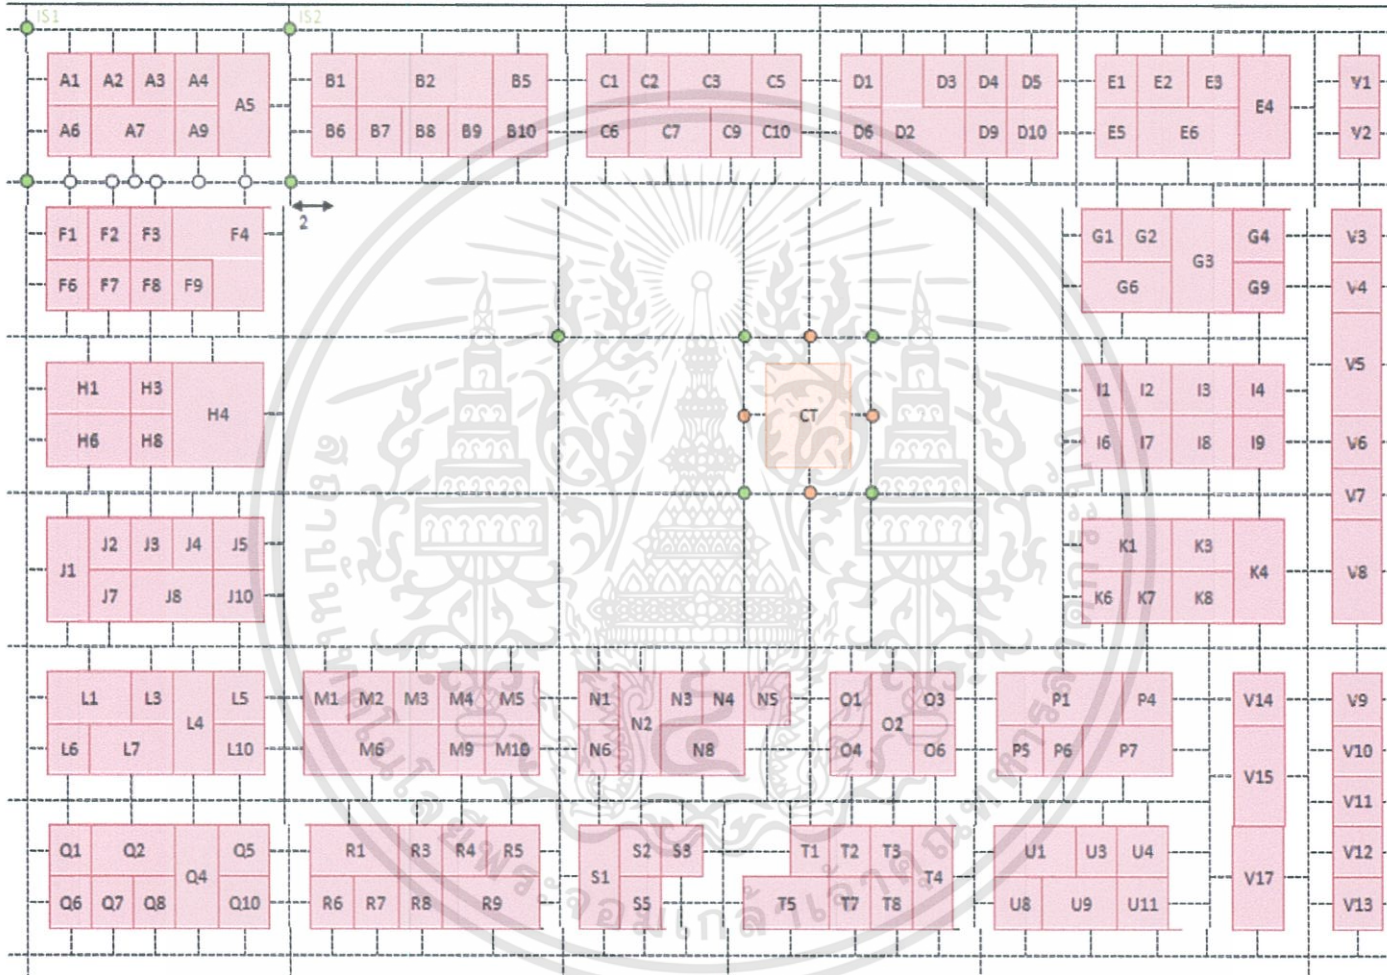 IS1 IS2
A1 A2 A3 A4 A5 B1 B2 B5 C1 C2 C3 C5 D1 D3 D4 D5 E1 E2 E3 E4 V1
A6 A7 A9 B6 B7 B8 B9 B10 C6 C7 C9 C10 D6 D2 D9 D10 E5 E6 V2
2
F1 F2 F3 F4 G1 G2 G3 G4 V3
F6 F7 F8 F9 G6 G9 V4
V5
H1 H3 H4 CT I1 I2 I3 I4
H6 H8 I6 I7 I8 I9 V6
V7
J1 J2 J3 J4 J5 K1 K3 K4 V8
J7 J8 J10 K6 K7 K8
L1 L3 L4 L5 M1 M2 M3 M4 M5 N1 N2 N3 N4 N5 O1 O2 O3 P1 P4 V14 V9
L6 L7 L10 M6 M9 M10 N6 N8 O4 O6 P5 P6 P7 V15 V10
V11
Q1 Q2 Q4 Q5 R1 R3 R4 R5 S1 S2 S3 T1 T2 T3 T4 U1 U3 U4 V17 V12
Q6 Q7 Q8 Q10 R6 R7 R8 R9 S5 T5 T7 T8 U8 U9 U11 V13